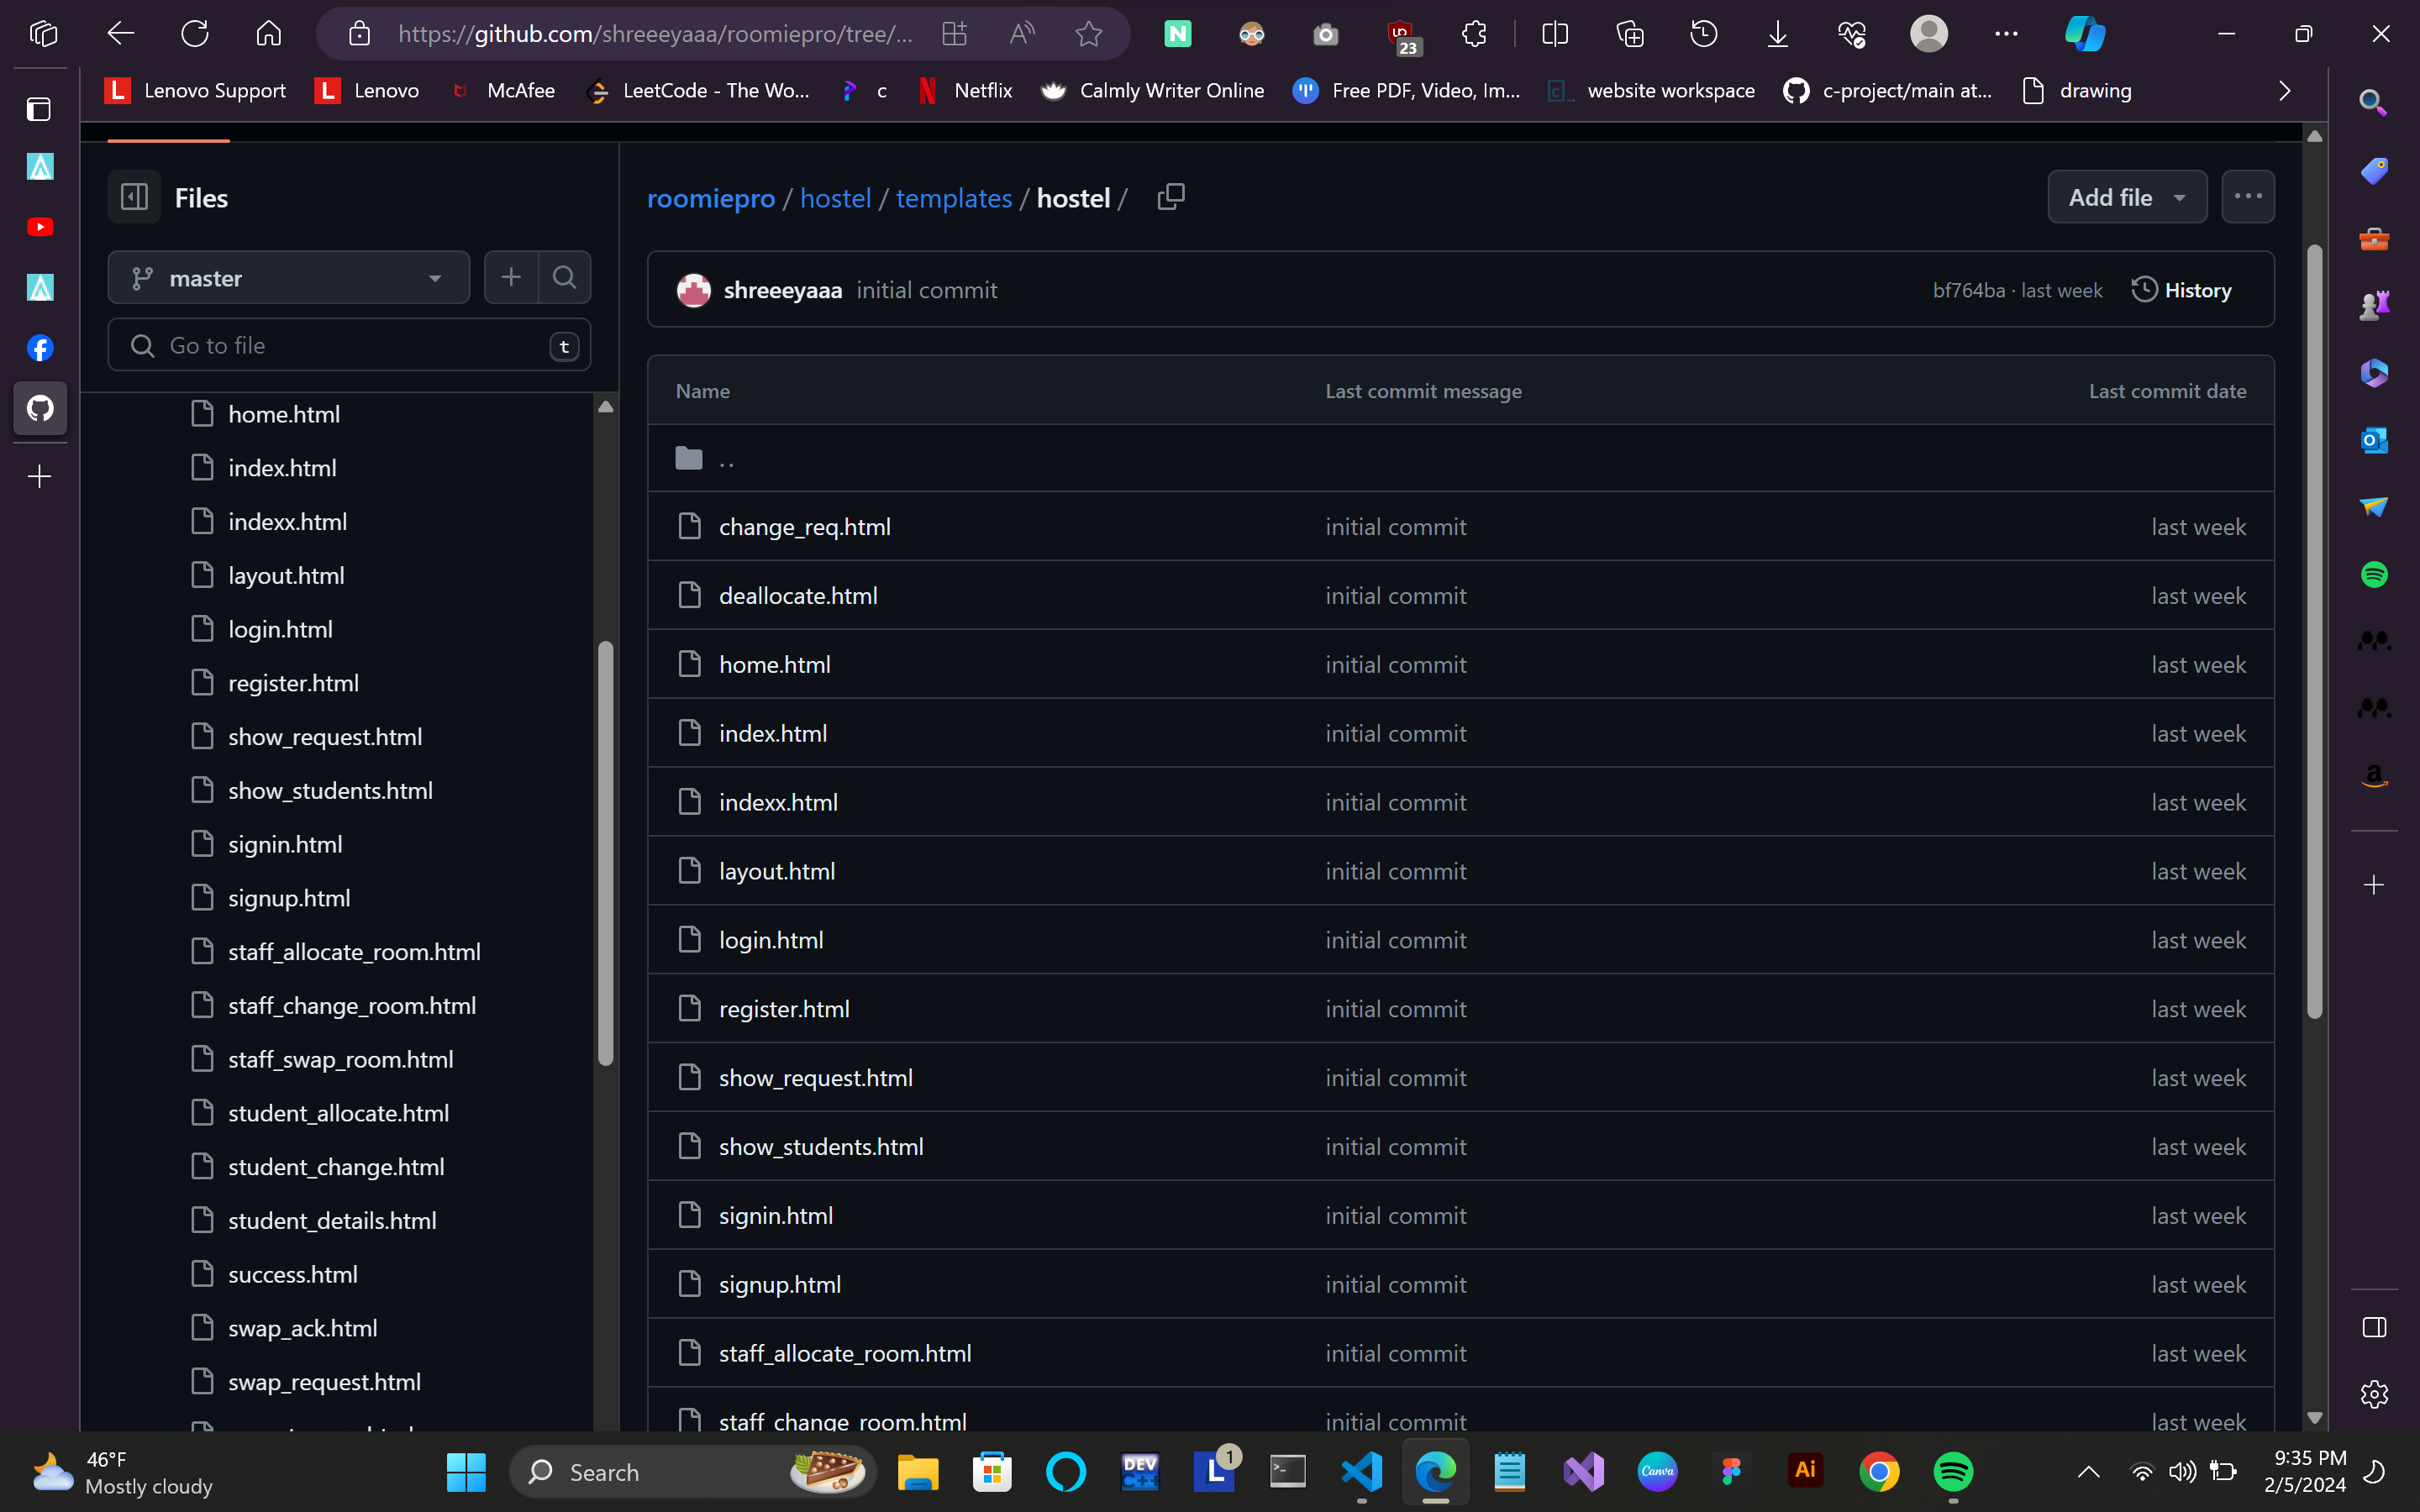 https://github.com/shreeeyaaa/roomiepro/tree/...
23
Lenovo Support
Lenovo
McAfee
LeetCode - The Wo...
c
Netflix
Calmly Writer Online
Free PDF, Video, Im...
website workspace
c-project/main at...
drawing
Files
master
Go to file
t
home.html
index.html
indexx.html
layout.html
login.html
register.html
show_request.html
show_students.html
signin.html
signup.html
staff_allocate_room.html
staff_change_room.html
staff_swap_room.html
student_allocate.html
student_change.html
student_details.html
success.html
swap_ack.html
swap_request.html
roomiepro / hostel / templates / hostel /
Add file
shreeeyaaa initial commit
bf764ba · last week
History
Name Last commit message Last commit date
..
change_req.html initial commit last week
deallocate.html initial commit last week
home.html initial commit last week
index.html initial commit last week
indexx.html initial commit last week
layout.html initial commit last week
login.html initial commit last week
register.html initial commit last week
show_request.html initial commit last week
show_students.html initial commit last week
signin.html initial commit last week
signup.html initial commit last week
staff_allocate_room.html initial commit last week
staff_change_room.html initial commit last week
46°F
Mostly cloudy
Search
DEV
C++
L
1
Canva
Ai
9:35 PM
2/5/2024